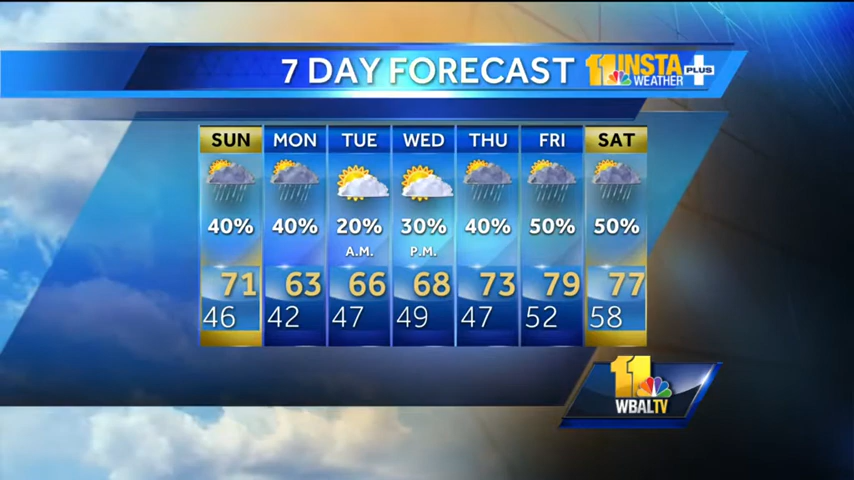 7 DAY FORECAST 11 INSTA WEATHER PLUS
SUN MON TUE WED THU FRI SAT
40% 40% 20% 30% 40% 50% 50%
A.M. P.M.
71 63 66 68 73 79 77
46 42 47 49 47 52 58
11
WBALTV